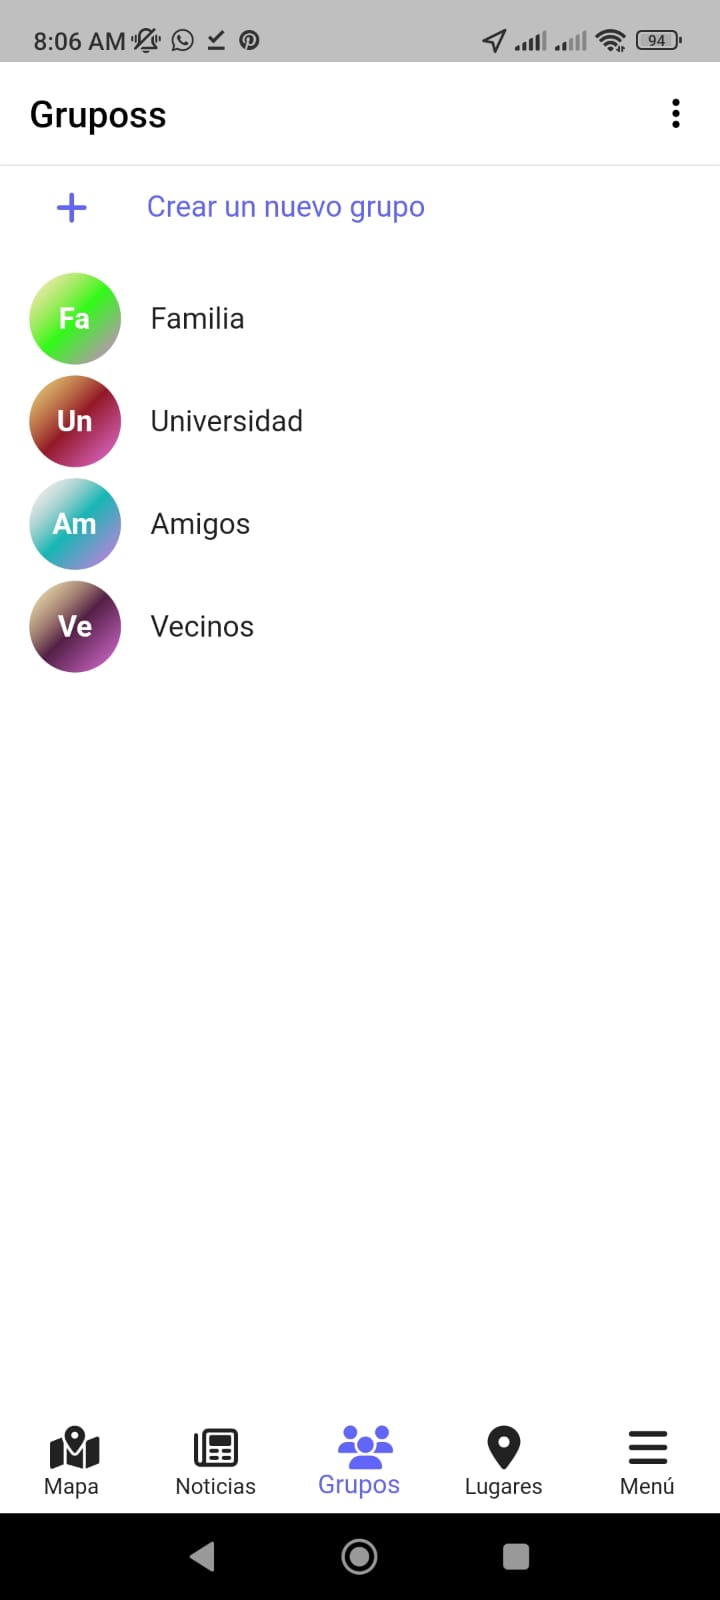 8:06 AM
94
Gruposs
Crear un nuevo grupo
Fa Familia
Un Universidad
Am Amigos
Ve Vecinos
Mapa Noticias Grupos Lugares Menú